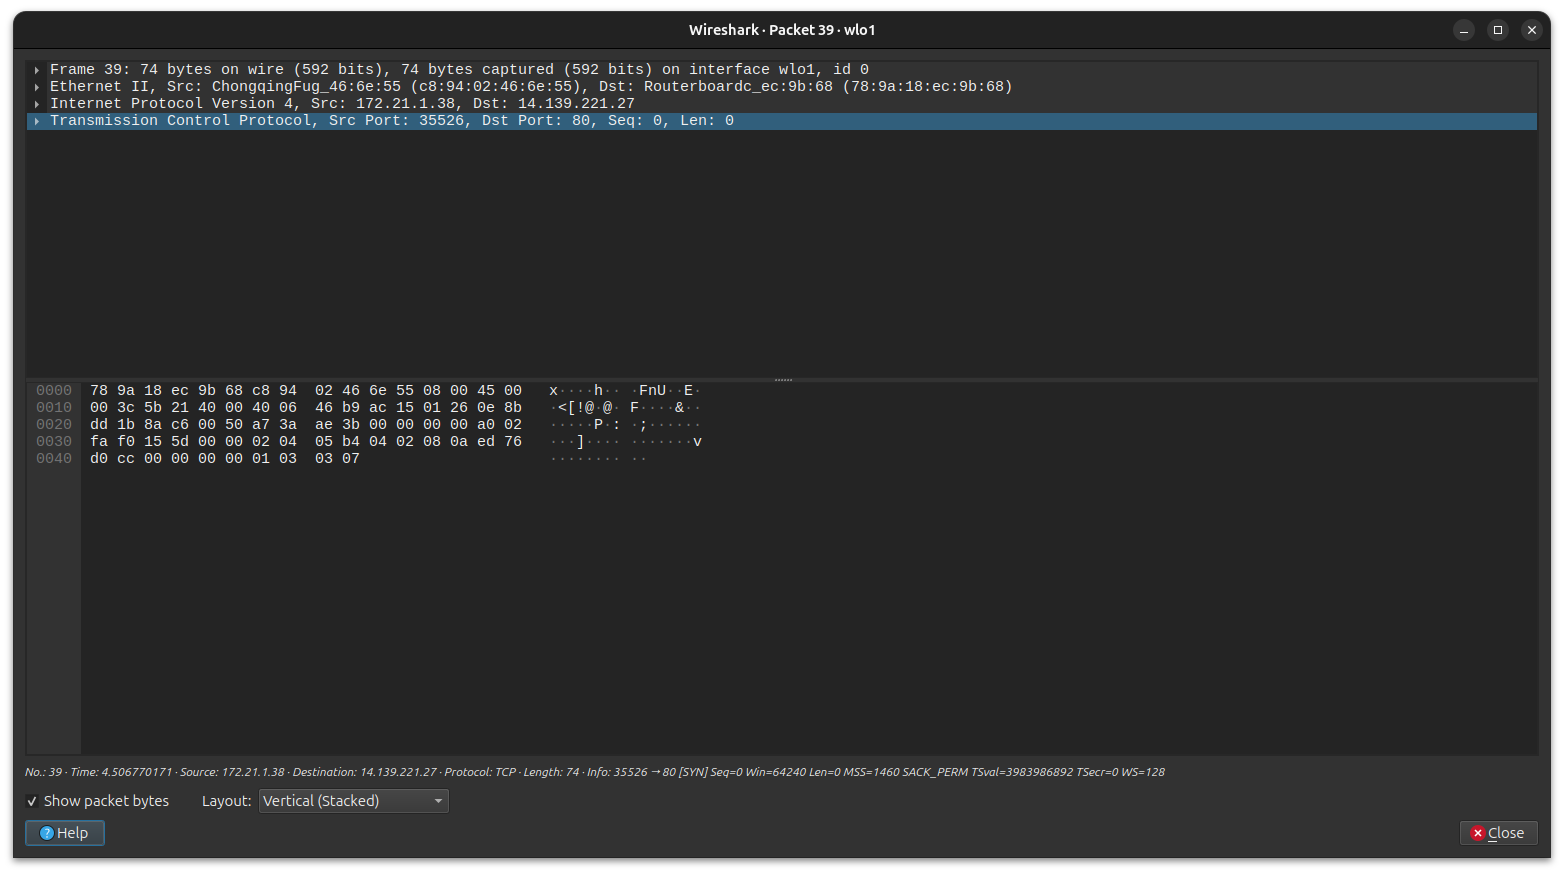 Wireshark · Packet 39 · wlo1
Frame 39: 74 bytes on wire (592 bits), 74 bytes captured (592 bits) on interface wlo1, id 0
Ethernet II, Src: ChongqingFug_46:6e:55 (c8:94:02:46:6e:55), Dst: Routerboardc_ec:9b:68 (78:9a:18:ec:9b:68)
Internet Protocol Version 4, Src: 172.21.1.38, Dst: 14.139.221.27
Transmission Control Protocol, Src Port: 35526, Dst Port: 80, Seq: 0, Len: 0
0000 78 9a 18 ec 9b 68 c8 94 02 46 6e 55 08 00 45 00 x····h·· ·FnU··E·
0010 00 3c 5b 21 40 00 40 06 46 b9 ac 15 01 26 0e 8b ·<[!@·@· F····&··
0020 dd 1b 8a c6 00 50 a7 3a ae 3b 00 00 00 00 a0 02 ·····P·: ·;······
0030 fa f0 15 5d 00 00 02 04 05 b4 04 02 08 0a ed 76 ···]···· ·······v
0040 d0 cc 00 00 00 00 01 03 03 07 ········ ··
No.: 39 · Time: 4.506770171 · Source: 172.21.1.38 · Destination: 14.139.221.27 · Protocol: TCP · Length: 74 · Info: 35526 → 80 [SYN] Seq=0 Win=64240 Len=0 MSS=1460 SACK_PERM TSval=3983986892 TSecr=0 WS=128
Show packet bytes Layout: Vertical (Stacked)
Help Close